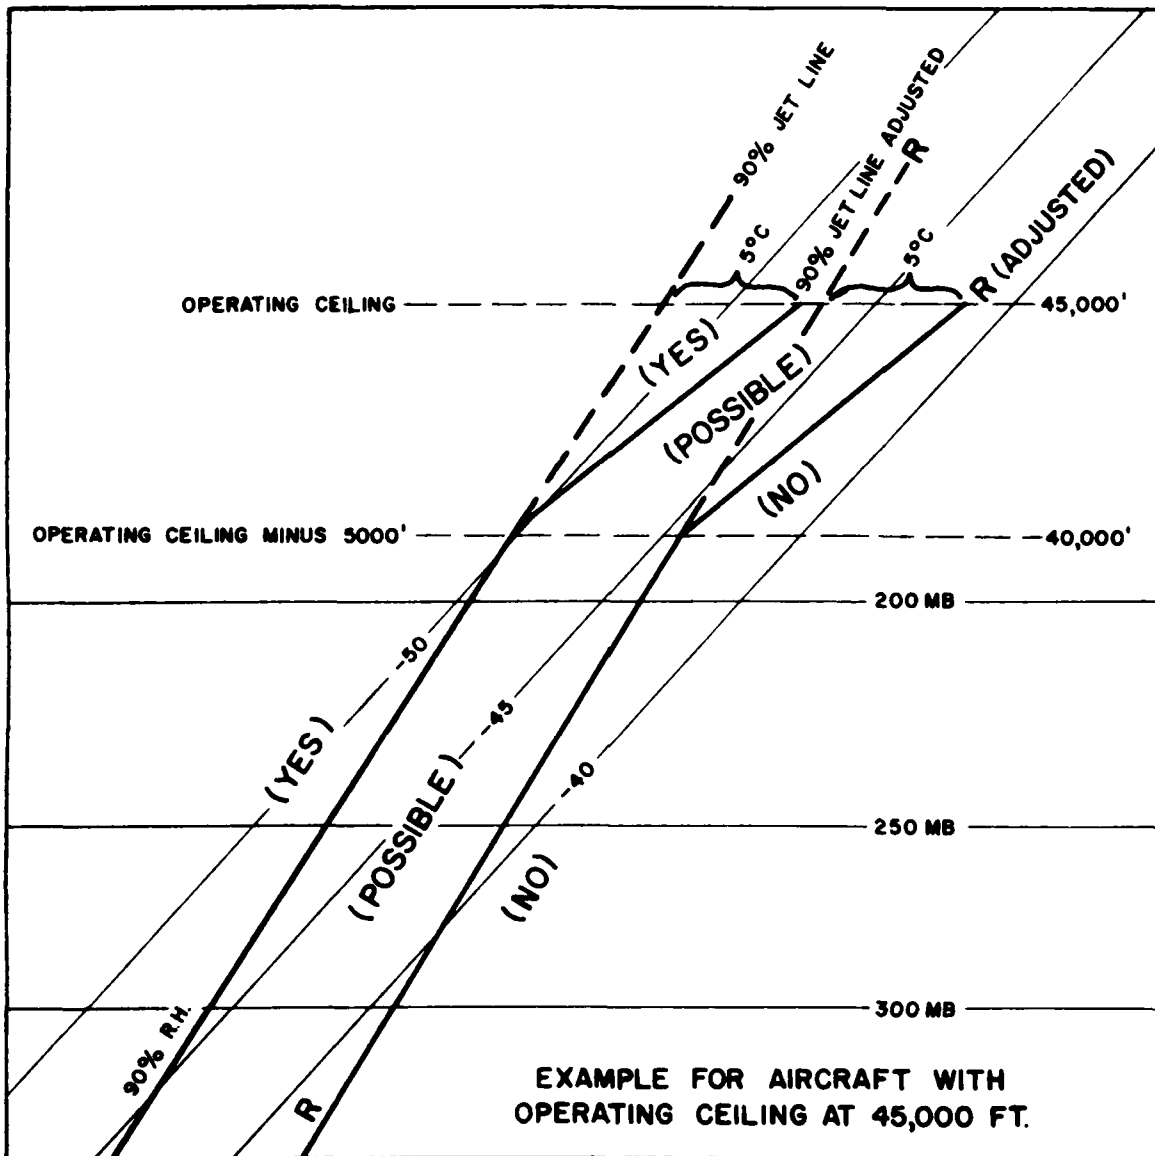 90% JET LINE
90% JET LINE ADJUSTED
R
5°C
5°C
R (ADJUSTED)
OPERATING CEILING
45,000'
(YES)
(POSSIBLE)
(NO)
OPERATING CEILING MINUS 5000'
40,000'
200 MB
-50
-45
-40
(YES)
(POSSIBLE)
(NO)
250 MB
300 MB
90% R.H.
R
EXAMPLE FOR AIRCRAFT WITH
OPERATING CEILING AT 45,000 FT.